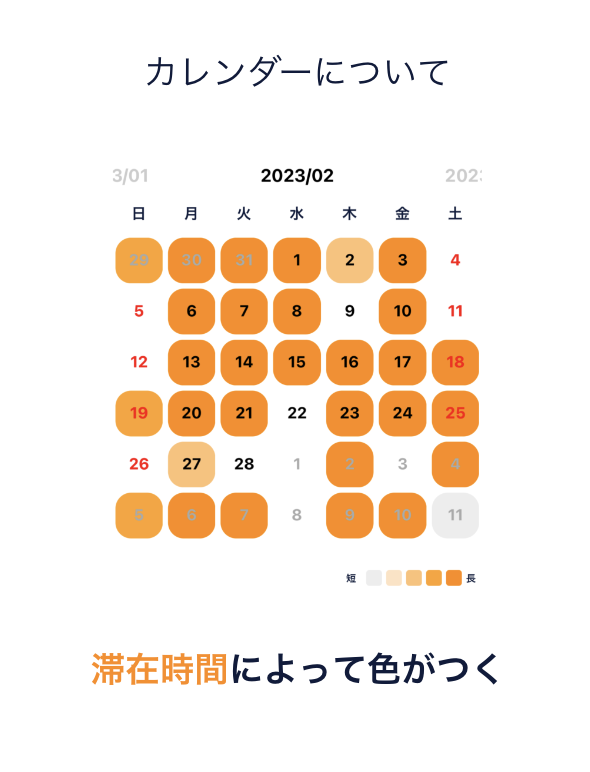 カレンダーについて
3/01 2023/02 202
日 月 火 水 木 金 土
29 30 31 1 2 3 4
5 6 7 8 9 10 11
12 13 14 15 16 17 18
19 20 21 22 23 24 25
26 27 28 1 2 3 4
5 6 7 8 9 10 11
短 長
滞在時間によって色がつく